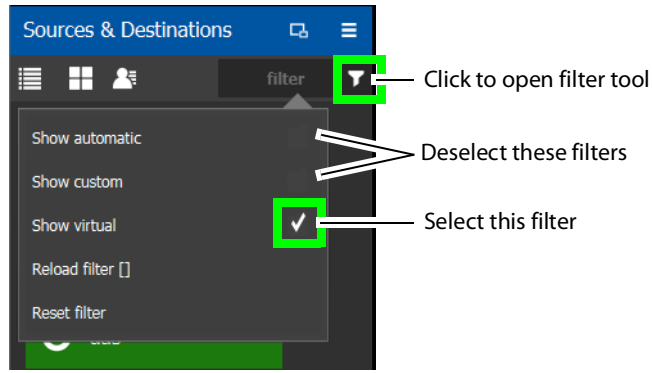 Sources & Destinations
filter
Click to open filter tool
Show automatic
Deselect these filters
Show custom
Show virtual
Select this filter
Reload filter []
Reset filter